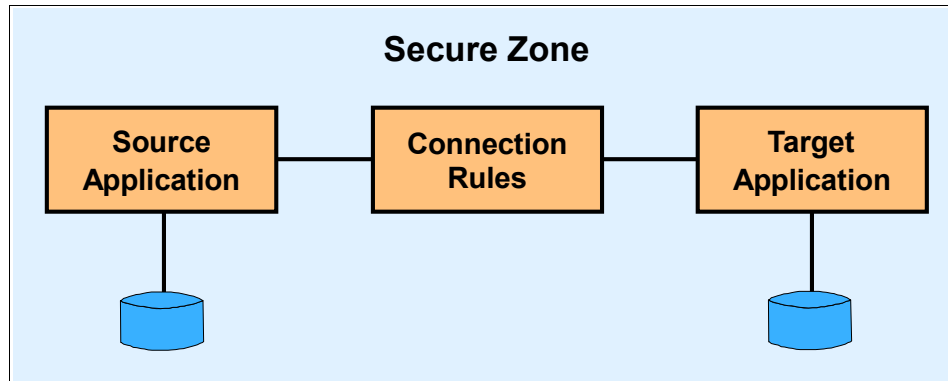 Secure Zone
Source
Application
Connection
Rules
Target
Application